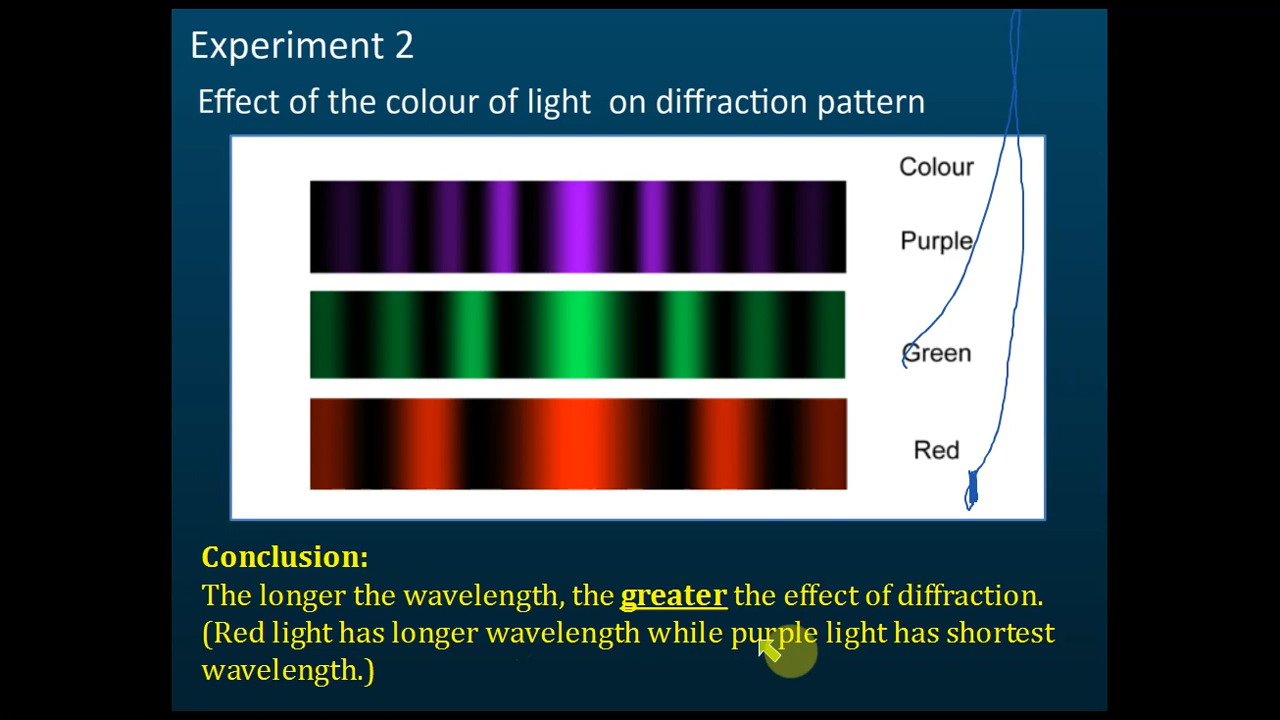 Experiment 2
Effect of the colour of light on diffraction pattern
Colour
Purple
Green
Red
Conclusion:
The longer the wavelength, the greater the effect of diffraction.
(Red light has longer wavelength while purple light has shortest
wavelength.)